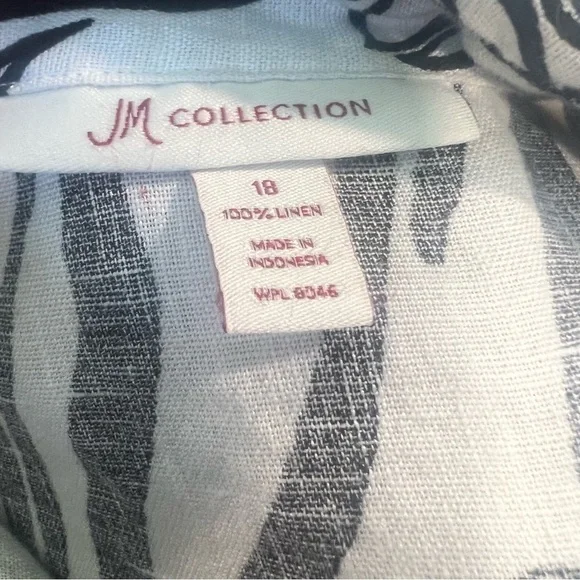 JM COLLECTION
18
100% LINEN
MADE IN
INDONESIA
WPL 8046